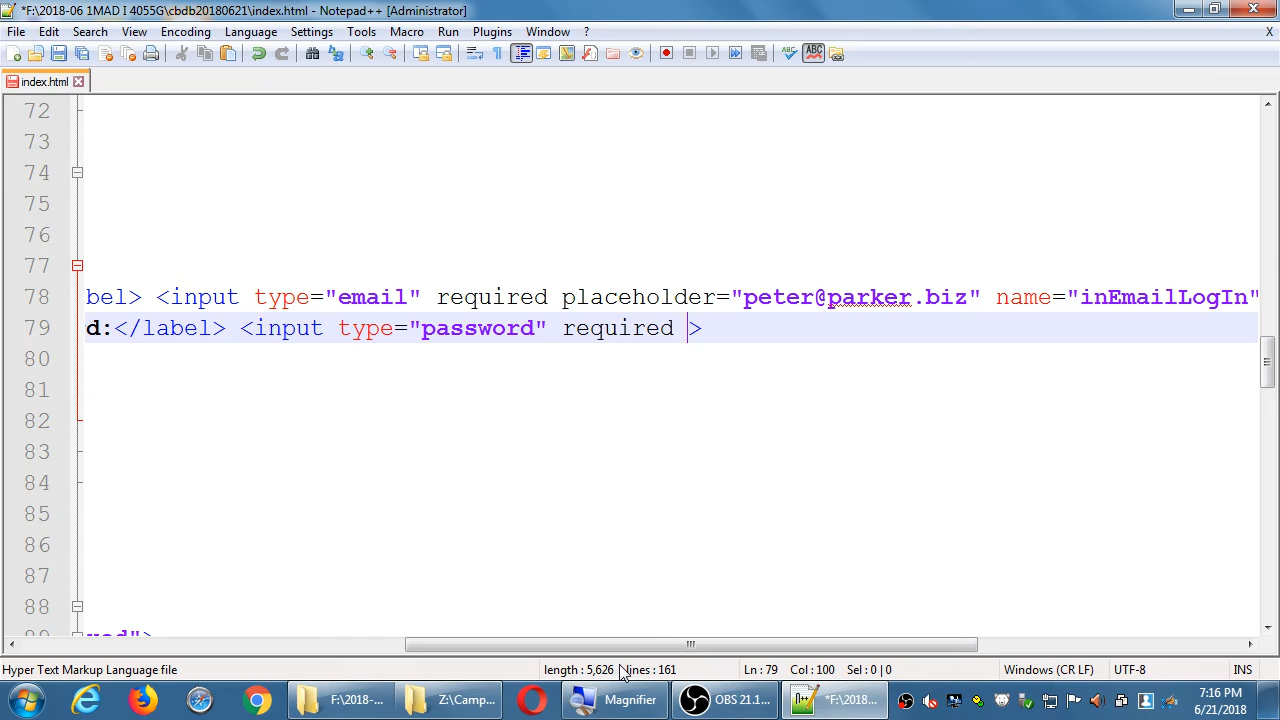 *F:\2018-06 1MAD I 4055G\cbdb20180621\index.html - Notepad++ [Administrator]
File Edit Search View Encoding Language Settings Tools Macro Run Plugins Window ? X
index.html
72
73
74
75
76
77
78 bel> <input type="email" required placeholder="peter@parker.biz" name="inEmailLogIn"
79 d:</label> <input type="password" required >
80
81
82
83
84
85
86
87
88
Hyper Text Markup Language file length : 5,626 lines : 161 Ln : 79 Col : 100 Sel : 0 | 0 Windows (CR LF) UTF-8 INS
F:\2018-... Z:\Camp... Magnifier OBS 21.1... *F:\2018... 7:16 PM
6/21/2018